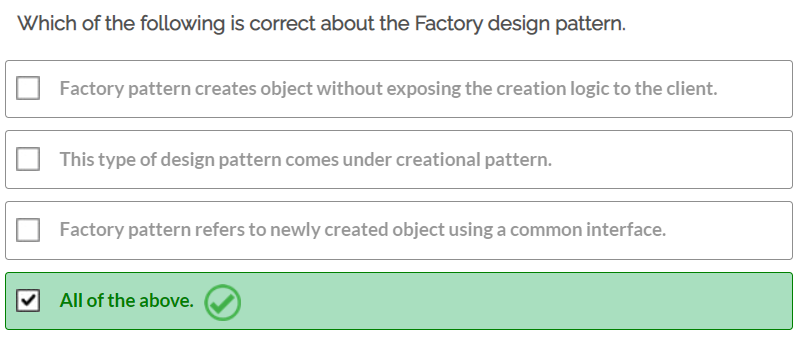 Which of the following is correct about the Factory design pattern.
Factory pattern creates object without exposing the creation logic to the client.
This type of design pattern comes under creational pattern.
Factory pattern refers to newly created object using a common interface.
All of the above.